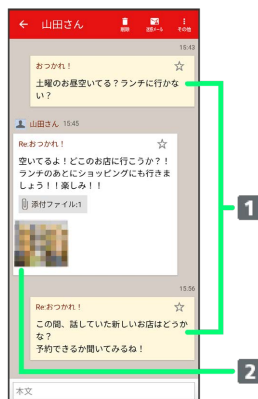 山田さん
削除
迷惑メール
その他
15:43
おつかれ！
土曜のお昼空いてる？ランチに行かな
い？
山田さん 15:45
Re:おつかれ！
空いてるよ！どこのお店に行こうか？！
ランチのあとにショッピングにも行きま
しょう！！楽しみ！！
添付ファイル:1
1
15:56
Re:おつかれ！
この間、話していた新しいお店はどうか
な？
予約できるか聞いてみるね！
2
本文